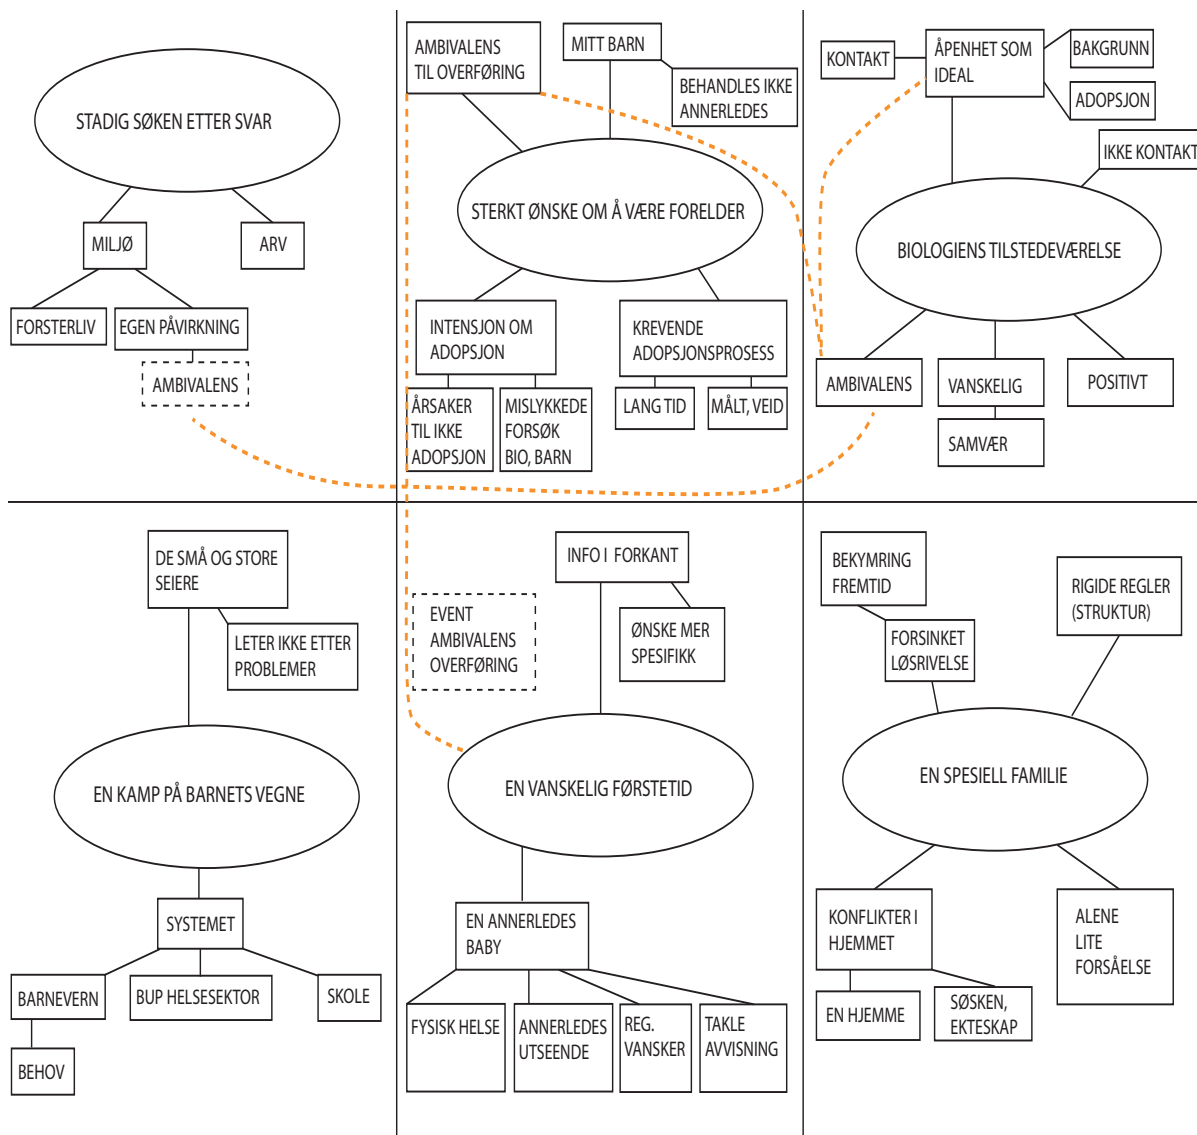 STADIG SØKEN ETTER SVAR
MILJØ
ARV
FORSTERLIV
EGEN PÅVIRKNING
AMBIVALENS
AMBIVALENS
TIL OVERFØRING
MITT BARN
BEHANDLES IKKE
ANNERLEDES
STERKT ØNSKE OM Å VÆRE FORELDER
INTENSJON OM
ADOPSJON
KREVENDE
ADOPSJONSPROSESS
ÅRSAKER
TIL IKKE
ADOPSJON
MISLYKKEDE
FORSØK
BIO, BARN
LANG TID
MÅLT, VEID
KONTAKT
ÅPENHET SOM
IDEAL
BAKGRUNN
ADOPSJON
IKKE KONTAKT
BIOLOGIENS TILSTEDEVÆRELSE
AMBIVALENS
VANSKELIG
POSITIVT
SAMVÆR
DE SMÅ OG STORE
SEIERE
LETER IKKE ETTER
PROBLEMER
EN KAMP PÅ BARNETS VEGNE
SYSTEMET
BARNEVERN
BUP HELSESEKTOR
SKOLE
BEHOV
INFO I FORKANT
EVENT
AMBIVALENS
OVERFØRING
ØNSKE MER
SPESIFIKK
EN VANSKELIG FØRSTETID
EN ANNERLEDES
BABY
FYSISK HELSE
ANNERLEDES
UTSEENDE
REG.
VANSKER
TAKLE
AVVISNING
BEKYMRING
FREMTID
RIGIDE REGLER
(STRUKTUR)
FORSINKET
LØSRIVELSE
EN SPESIELL FAMILIE
KONFLIKTER I
HJEMMET
ALENE
LITE
FORSÅELSE
EN HJEMME
SØSKEN,
EKTESKAP